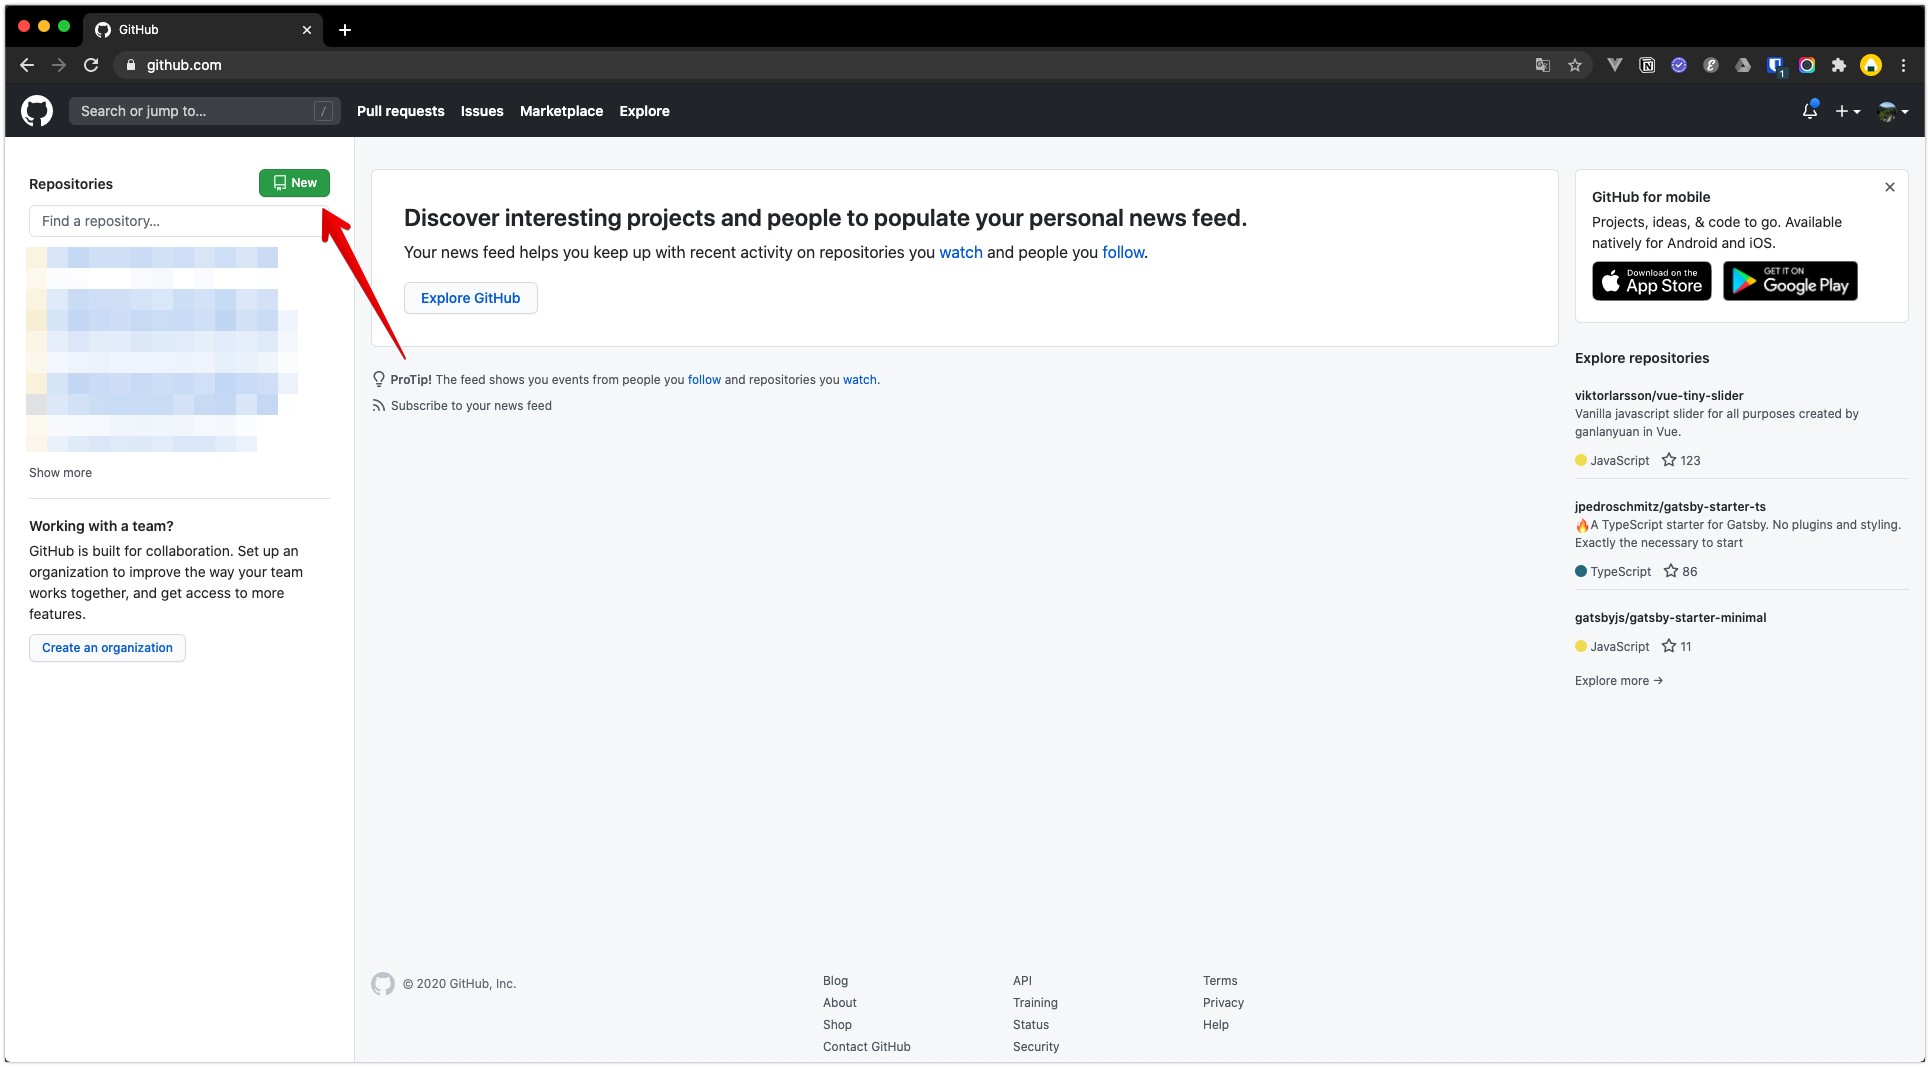 GitHub
github.com
Search or jump to...
/
Pull requests
Issues
Marketplace
Explore
Repositories
New
Find a repository...
Show more
Working with a team?
GitHub is built for collaboration. Set up an
organization to improve the way your team
works together, and get access to more
features.
Create an organization
Discover interesting projects and people to populate your personal news feed.
Your news feed helps you keep up with recent activity on repositories you watch and people you follow.
Explore GitHub
ProTip! The feed shows you events from people you follow and repositories you watch.
Subscribe to your news feed
GitHub for mobile
Projects, ideas, & code to go. Available
natively for Android and iOS.
Download on the
App Store
GET IT ON
Google Play
Explore repositories
viktorlarsson/vue-tiny-slider
Vanilla javascript slider for all purposes created by
ganlanyuan in Vue.
JavaScript 123
jpedroschmitz/gatsby-starter-ts
🔥A TypeScript starter for Gatsby. No plugins and styling.
Exactly the necessary to start
TypeScript 86
gatsbyjs/gatsby-starter-minimal
JavaScript 11
Explore more →
© 2020 GitHub, Inc.
Blog
About
Shop
Contact GitHub
API
Training
Status
Security
Terms
Privacy
Help